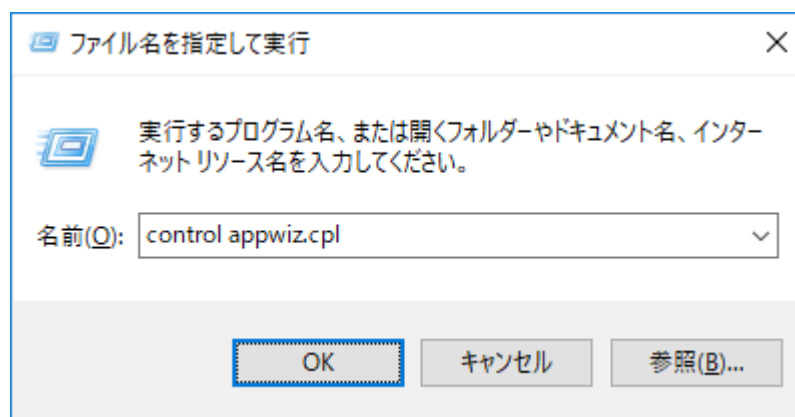 ファイル名を指定して実行
実行するプログラム名、または開くフォルダーやドキュメント名、インター
ネット リソース名を入力してください。
名前(O): control appwiz.cpl
OK キャンセル 参照(B)...